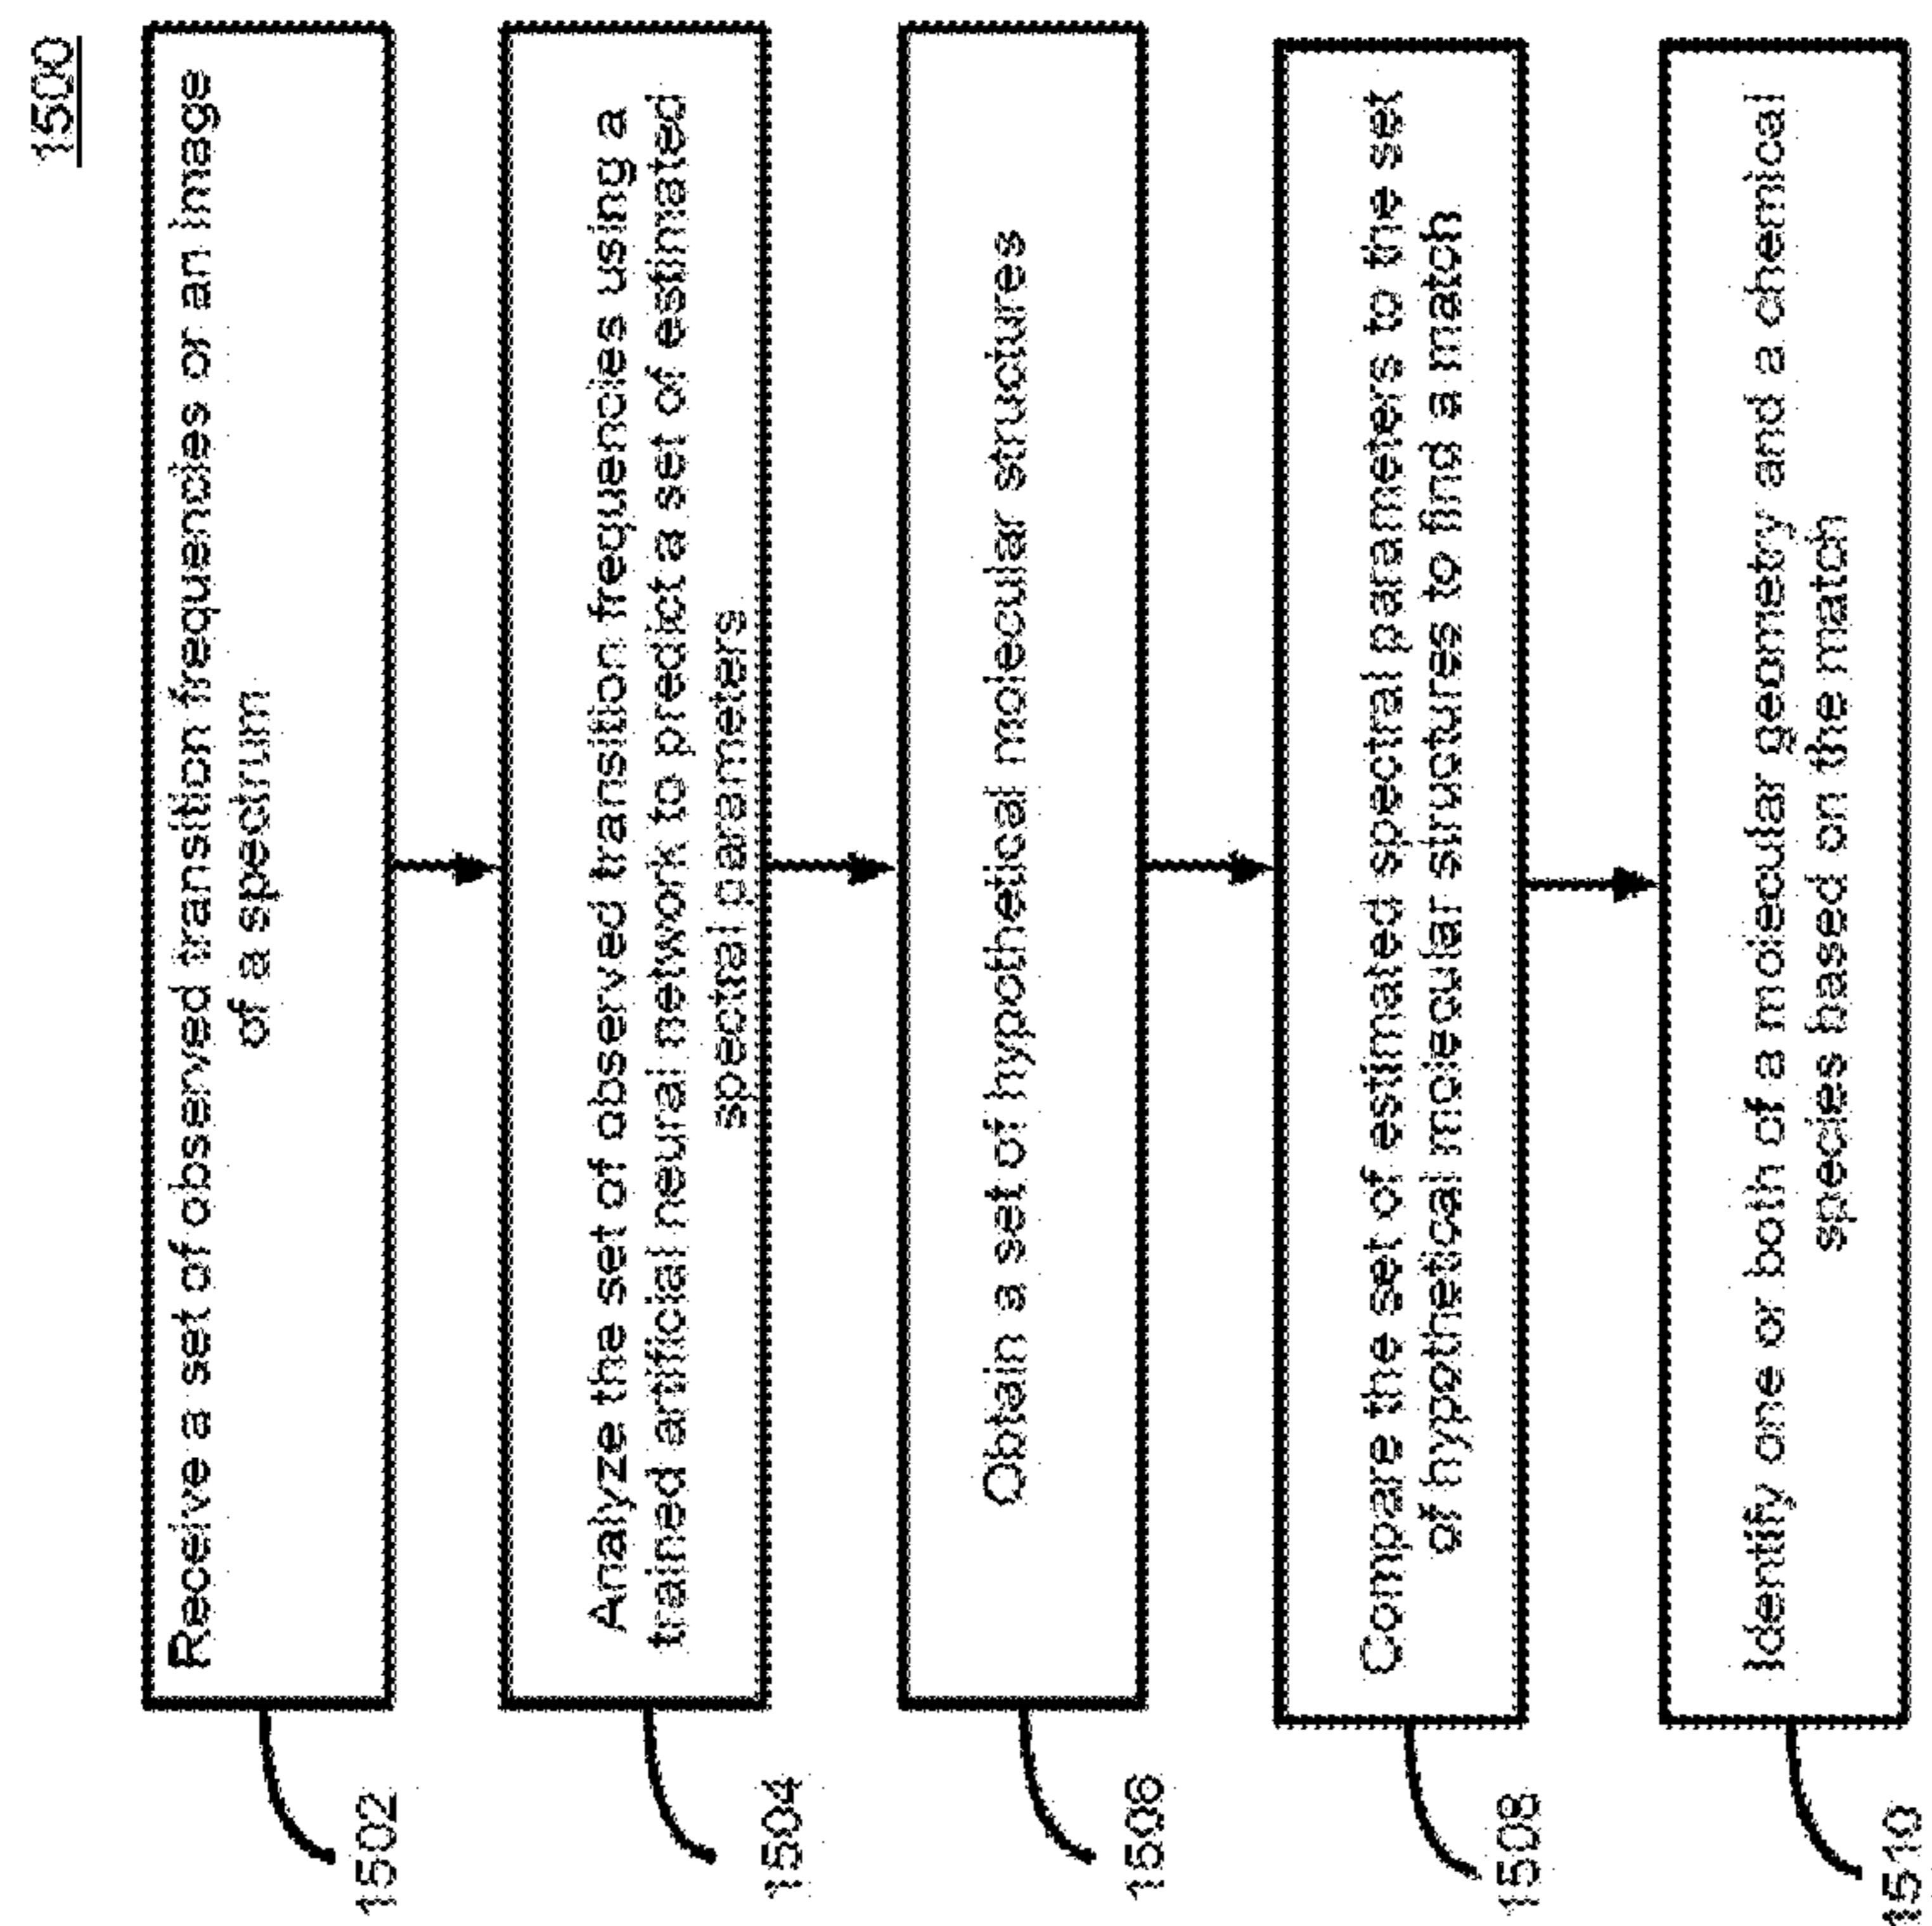 1500
Receive a set of observed transition frequencies or an image
of a spectrum
1502
Analyze the set of observed transition frequencies using a
trained artificial neural network to predict a set of estimated
spectral parameters
1504
Obtain a set of hypothetical molecular structures
1506
Compare the set of estimated spectral parameters to the set
of hypothetical molecular structures to find a match
1508
Identify one or both of a molecular geometry and a chemical
species based on the match
1510